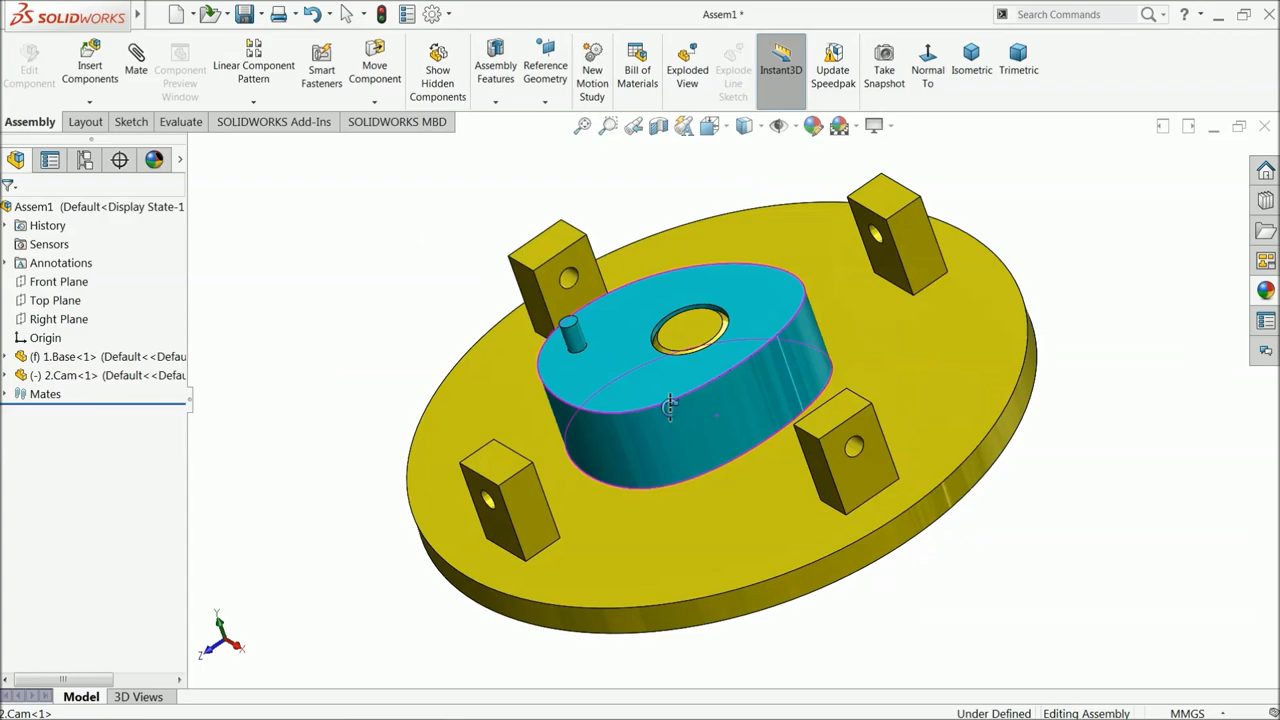 SOLIDWORKS
Assem1 *
Search Commands
?
Edit Component
Insert Components
Mate
Component Preview Window
Linear Component Pattern
Smart Fasteners
Move Component
Show Hidden Components
Assembly Features
Reference Geometry
New Motion Study
Bill of Materials
Exploded View
Explode Line Sketch
Instant3D
Update Speedpak
Take Snapshot
Normal To
Isometric
Trimetric
Assembly
Layout
Sketch
Evaluate
SOLIDWORKS Add-Ins
SOLIDWORKS MBD
Assem1 (Default<Display State-1
History
Sensors
Annotations
Front Plane
Top Plane
Right Plane
Origin
(f) 1.Base<1> (Default<<Defau
(-) 2.Cam<1> (Default<<Defau
Mates
Y
Z
X
Model
3D Views
2.Cam<1>
Under Defined
Editing Assembly
MMGS